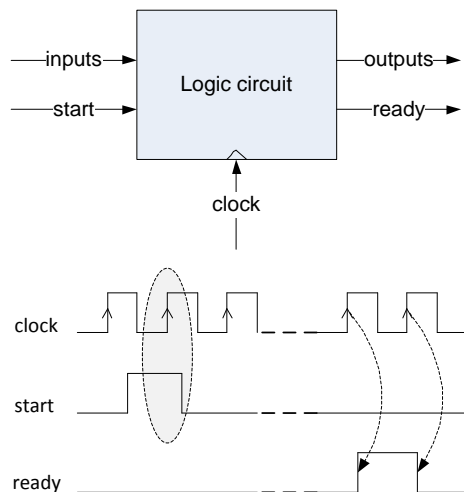 inputs
outputs
Logic circuit
start
ready
clock
clock
start
ready